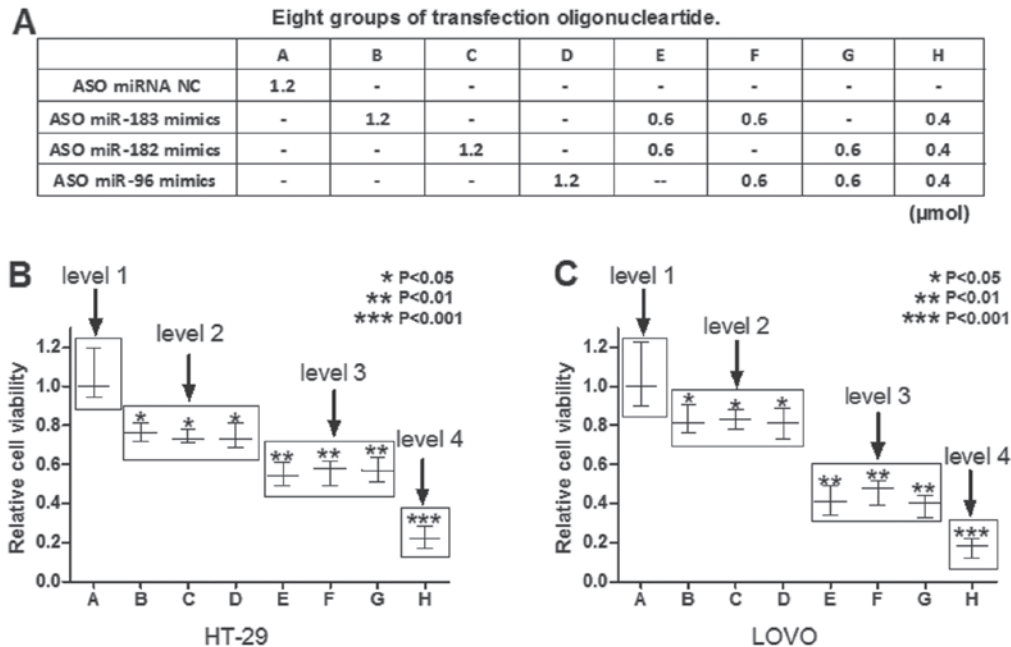 A
Eight groups of transfection oligonucleartide.
A B C D E F G H
ASO miRNA NC 1.2 - - - - - - -
ASO miR-183 mimics - 1.2 - - 0.6 0.6 - 0.4
ASO miR-182 mimics - - 1.2 - 0.6 - 0.6 0.4
ASO miR-96 mimics - - - 1.2 -- 0.6 0.6 0.4
(μmol)
B
level 1
* P<0.05
** P<0.01
*** P<0.001
level 2
level 3
level 4
Relative cell viability
1.2
1.0
0.8
0.6
0.4
0.2
0.0
* * *
** ** **
***
A B C D E F G H
HT-29
C
level 1
* P<0.05
** P<0.01
*** P<0.001
level 2
level 3
level 4
Relative cell viability
1.2
1.0
0.8
0.6
0.4
0.2
0.0
* * *
** ** **
***
A B C D E F G H
LOVO